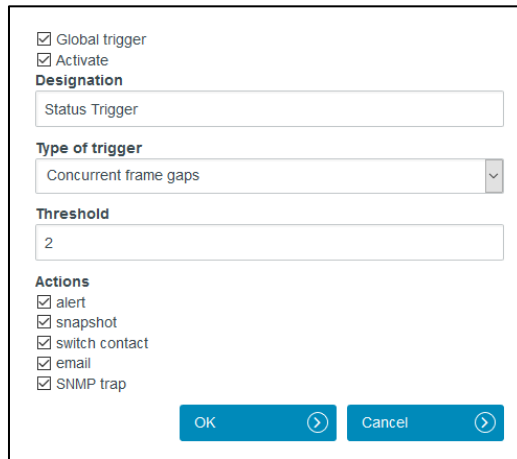 Global trigger
Activate
Designation
Status Trigger
Type of trigger
Concurrent frame gaps
Threshold
2
Actions
alert
snapshot
switch contact
email
SNMP trap
OK Cancel